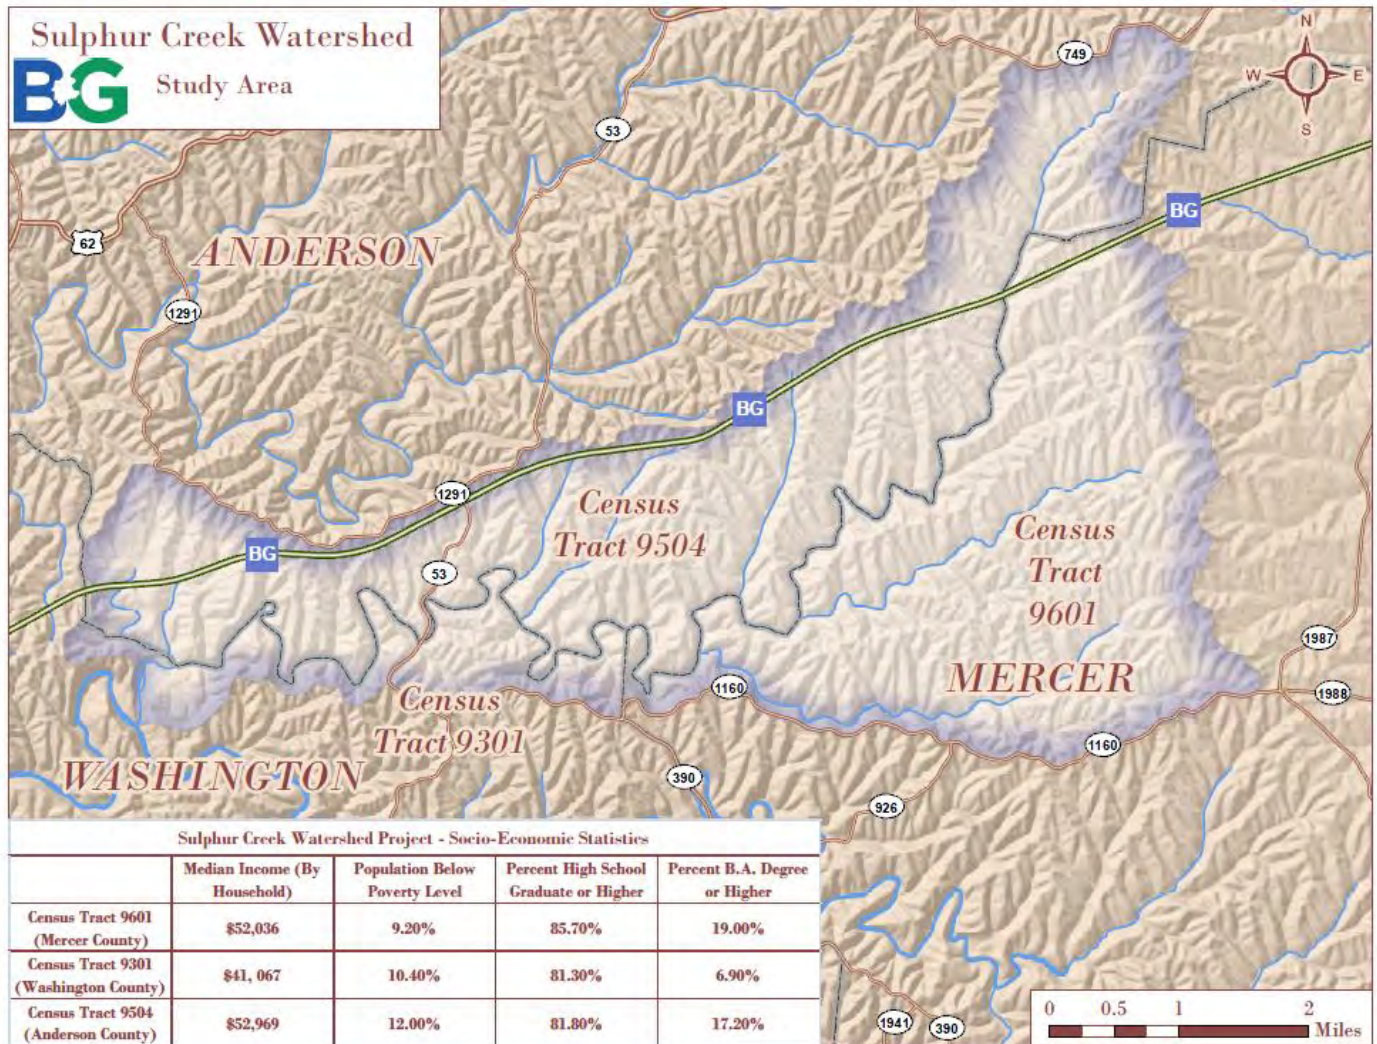 Sulphur Creek Watershed
BG
Study Area
N
W E
S
749
53
BG
62
ANDERSON
1291
BG
1291
Census
Tract 9504
Census
Tract
9601
BG
53
1987
MERCER
1160
1988
Census
Tract 9301
1160
WASHINGTON
390
926
Sulphur Creek Watershed Project - Socio-Economic Statistics
Median Income (By Household) Population Below Poverty Level Percent High School Graduate or Higher Percent B.A. Degree or Higher
Census Tract 9601 (Mercer County) $52,036 9.20% 85.70% 19.00%
Census Tract 9301 (Washington County) $41, 067 10.40% 81.30% 6.90%
Census Tract 9504 (Anderson County) $52,969 12.00% 81.80% 17.20%
1941
390
0 0.5 1 2
Miles